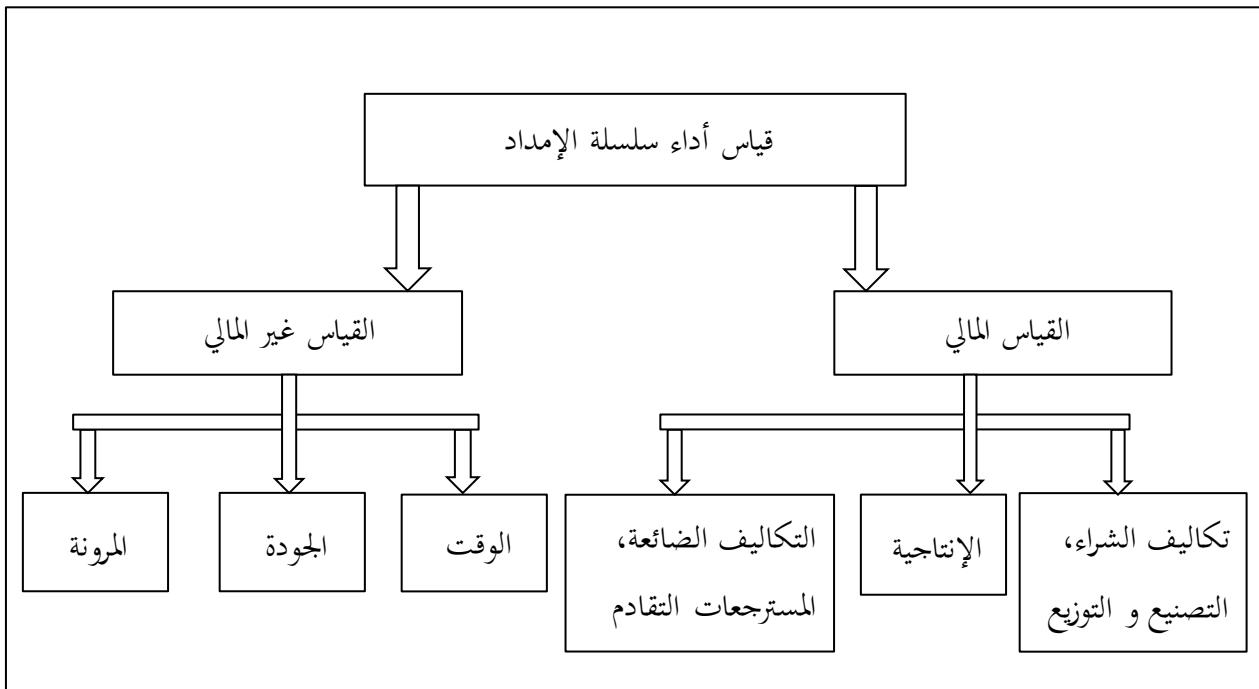 قياس أداء سلسلة الإمداد
القياس المالي
القياس غير المالي
تكاليف الشراء،
التصنيع و التوزيع
الإنتاجية
التكاليف الضائعة،
المسترجعات التقادم
الوقت
الجودة
المرونة